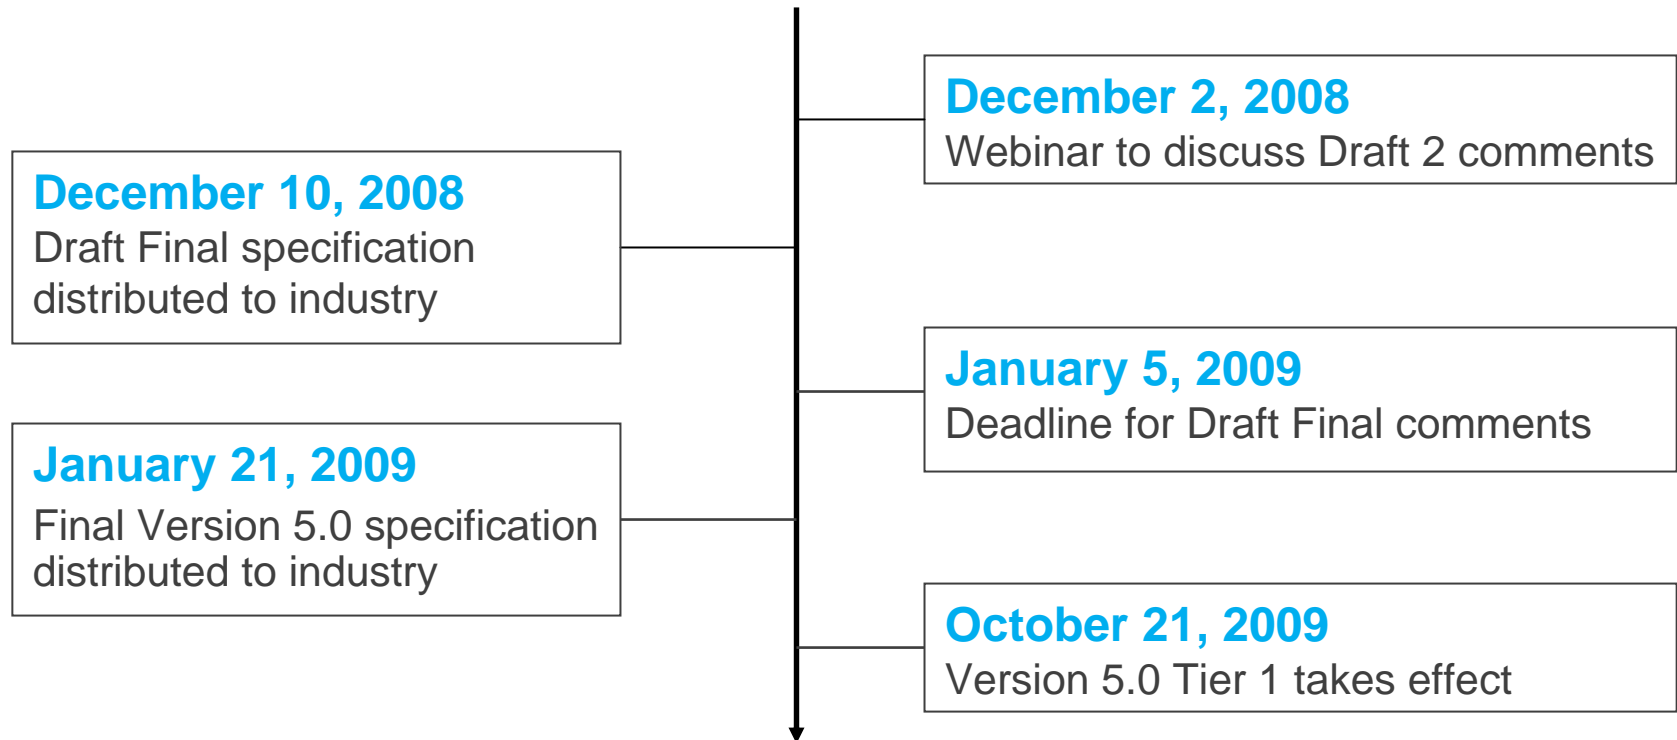 December 2, 2008
Webinar to discuss Draft 2 comments
December 10, 2008
Draft Final specification
distributed to industry
January 5, 2009
Deadline for Draft Final comments
January 21, 2009
Final Version 5.0 specification
distributed to industry
October 21, 2009
Version 5.0 Tier 1 takes effect